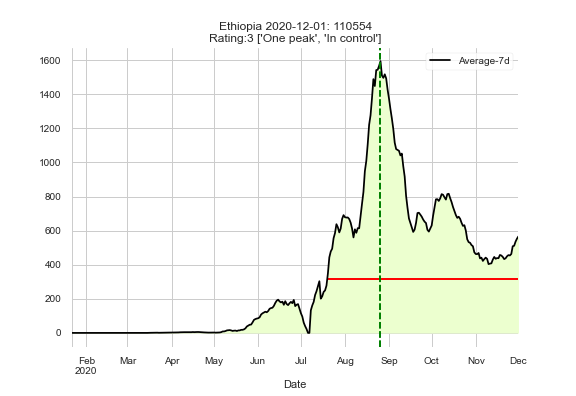 Ethiopia 2020-12-01: 110554
Rating:3 ['One peak', 'In control']
Average-7d
1600
1400
1200
1000
800
600
400
200
0
Feb Mar Apr May Jun Jul Aug Sep Oct Nov Dec
2020
Date